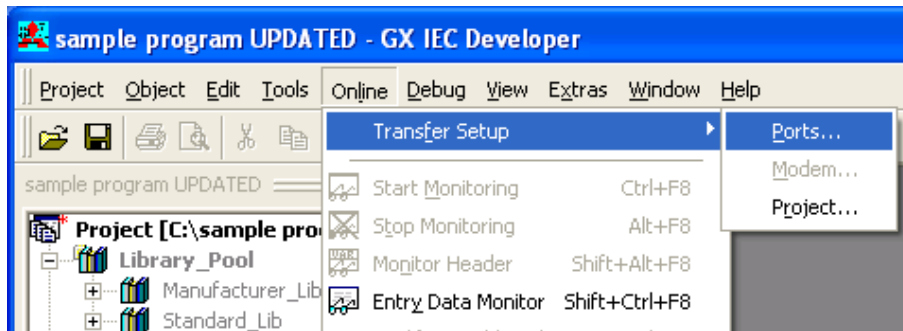 sample program UPDATED - GX IEC Developer
Project Object Edit Tools Online Debug View Extras Window Help
Transfer Setup
Ports...
Modem...
Project...
sample program UPDATED
Start Monitoring Ctrl+F8
Stop Monitoring Alt+F8
Monitor Header Shift+Alt+F8
Entry Data Monitor Shift+Ctrl+F8
Project [C:\sample pro
Library_Pool
Manufacturer_Lib
Standard_Lib